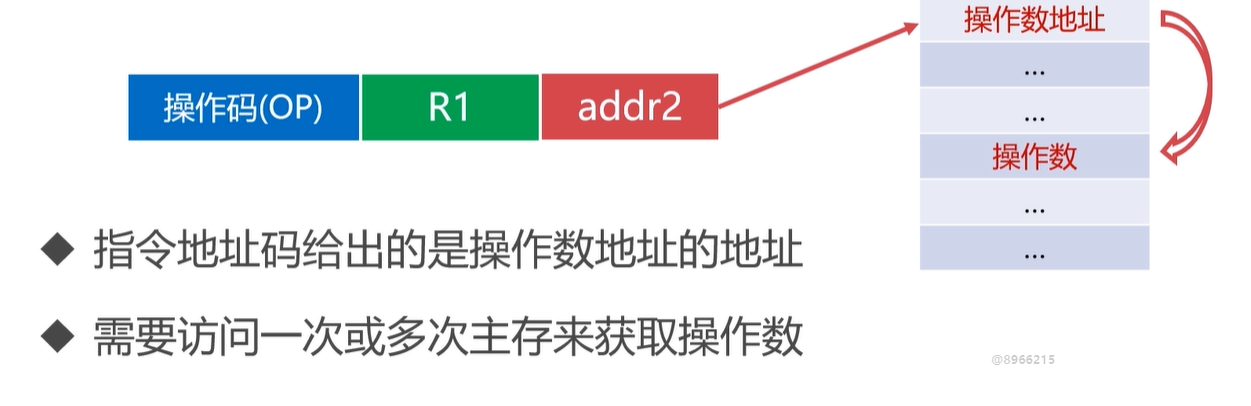 操作数地址
...
操作码(OP) R1 addr2
...
操作数
...
...
◆ 指令地址码给出的是操作数地址的地址
◆ 需要访问一次或多次主存来获取操作数
@8966215